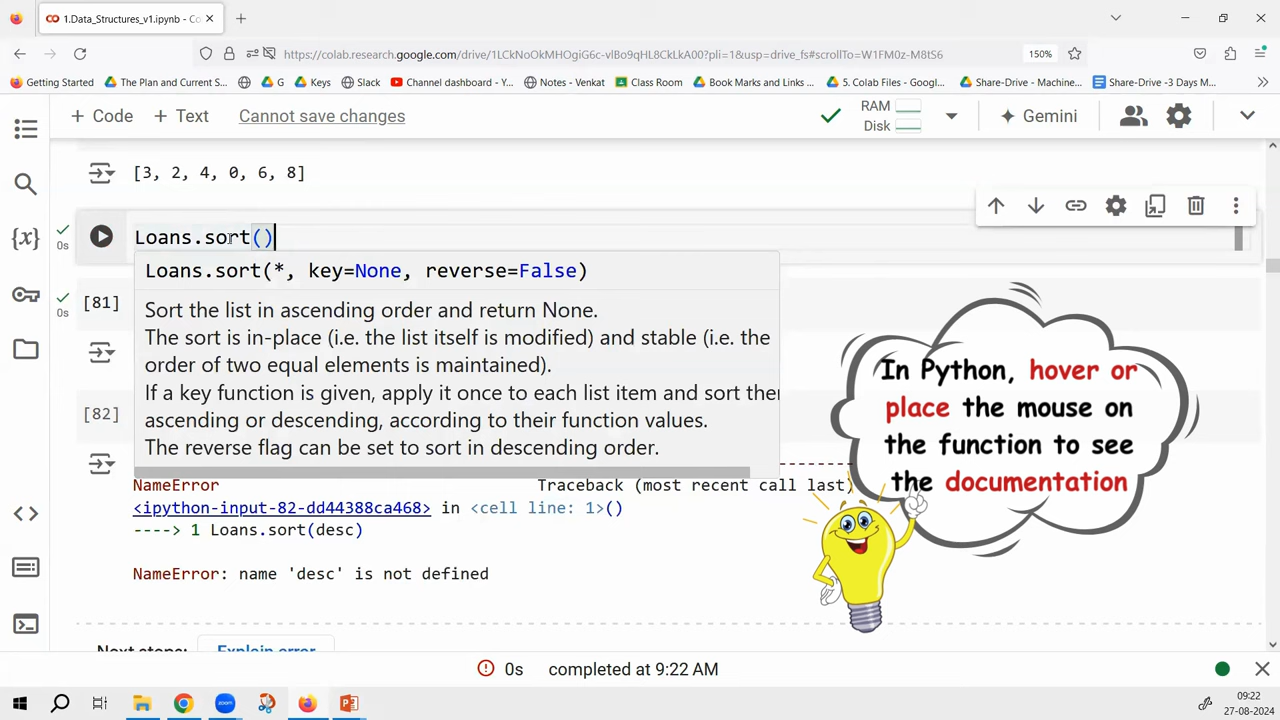 1.Data_Structures_v1.ipynb - Co
https://colab.research.google.com/drive/1LCkNoOkMHOgiG6c-vlBo9qHL8CkLkA00?pli=1&usp=drive_fs#scrollTo=W1FM0z-M8tS6
150%
Getting Started
The Plan and Current S...
G
Keys
Slack
Channel dashboard - Y...
Notes - Venkat
Class Room
Book Marks and Links ...
5. Colab Files - Googl...
Share-Drive - Machine...
Share-Drive -3 Days M...
+ Code
+ Text
Cannot save changes
RAM
Disk
Gemini
[3, 2, 4, 0, 6, 8]
0s
Loans.sort()
Loans.sort(*, key=None, reverse=False)
Sort the list in ascending order and return None.
The sort is in-place (i.e. the list itself is modified) and stable (i.e. the
order of two equal elements is maintained).
If a key function is given, apply it once to each list item and sort ther
ascending or descending, according to their function values.
The reverse flag can be set to sort in descending order.
0s
[81]
[82]
{x}
NameError
Traceback (most recent call last)
<ipython-input-82-dd44388ca468> in <cell line: 1>()
----> 1 Loans.sort(desc)
NameError: name 'desc' is not defined
Next steps:
Explain error
In Python, hover or
place the mouse on
the function to see
the documentation
0s
completed at 9:22 AM
zoom
09:22
27-08-2024